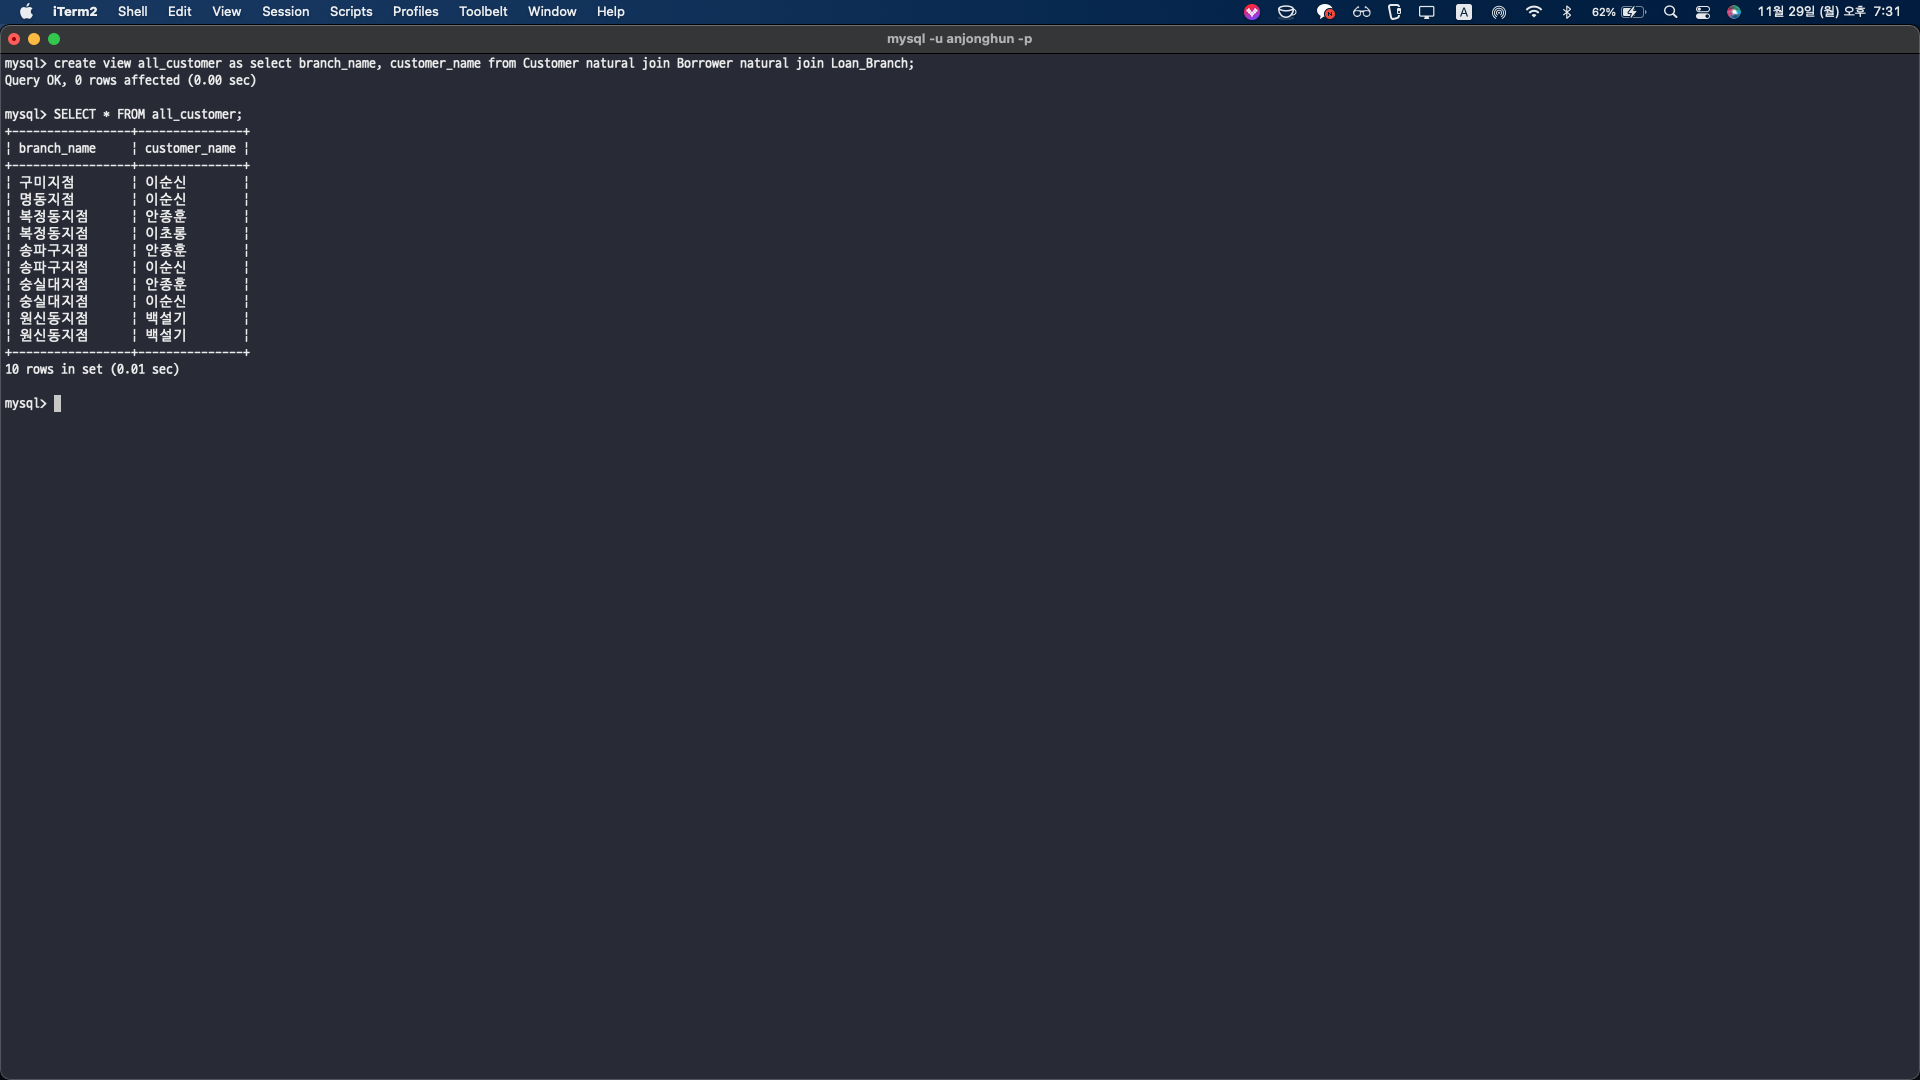 iTerm2 Shell Edit View Session Scripts Profiles Toolbelt Window Help A 62% 11월 29일 (월) 오후 7:31
mysql -u anjonghun -p
mysql> create view all_customer as select branch_name, customer_name from Customer natural join Borrower natural join Loan_Branch;
Query OK, 0 rows affected (0.00 sec)
mysql> SELECT * FROM all_customer;
+-----------------+---------------+
| branch_name | customer_name |
+-----------------+---------------+
| 구미지점 | 이순신 |
| 명동지점 | 이순신 |
| 복정동지점 | 안종훈 |
| 복정동지점 | 이초롱 |
| 송파구지점 | 안종훈 |
| 송파구지점 | 이순신 |
| 숭실대지점 | 안종훈 |
| 숭실대지점 | 이순신 |
| 원신동지점 | 백설기 |
| 원신동지점 | 백설기 |
+-----------------+---------------+
10 rows in set (0.01 sec)
mysql>